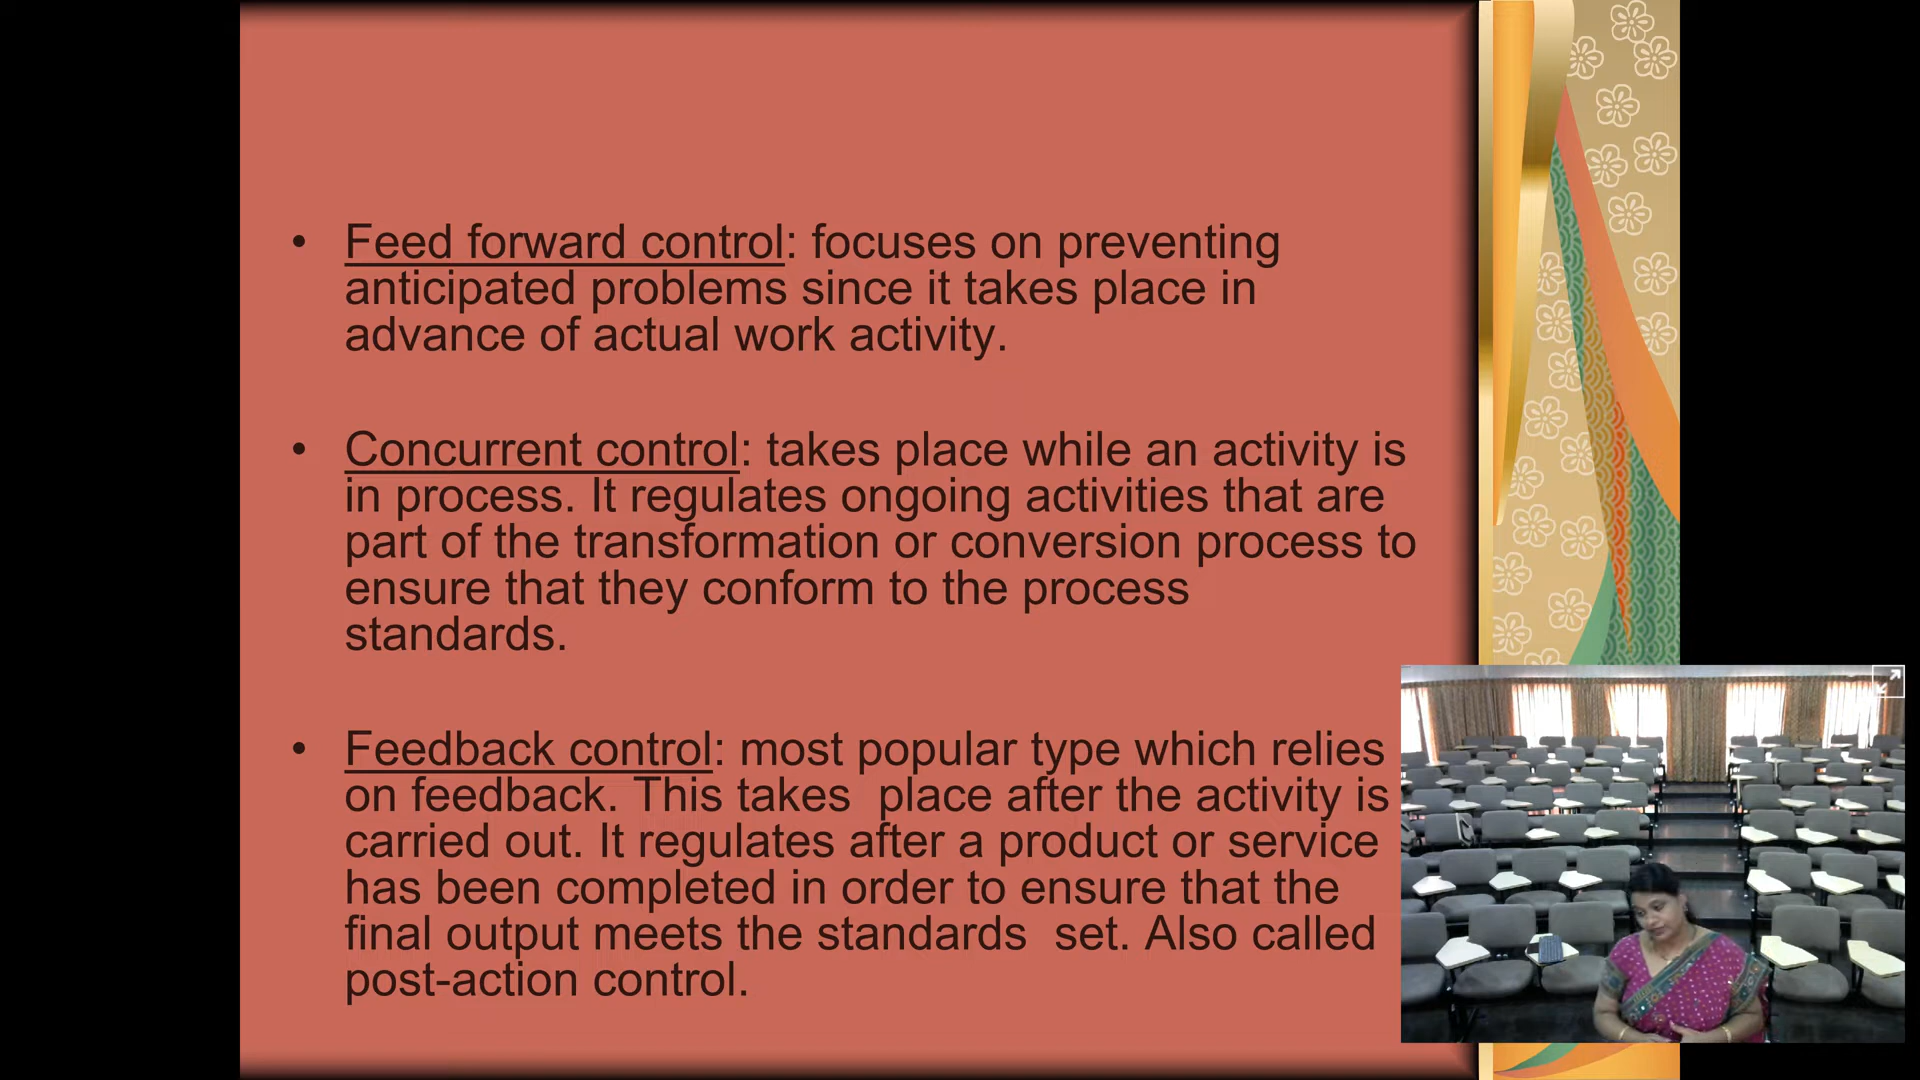 • Feed forward control: focuses on preventing
anticipated problems since it takes place in
advance of actual work activity.
• Concurrent control: takes place while an activity is
in process. It regulates ongoing activities that are
part of the transformation or conversion process to
ensure that they conform to the process
standards.
• Feedback control: most popular type which relies
on feedback. This takes  place after the activity is
carried out. It regulates after a product or service
has been completed in order to ensure that the
final output meets the standards  set. Also called
post-action control.